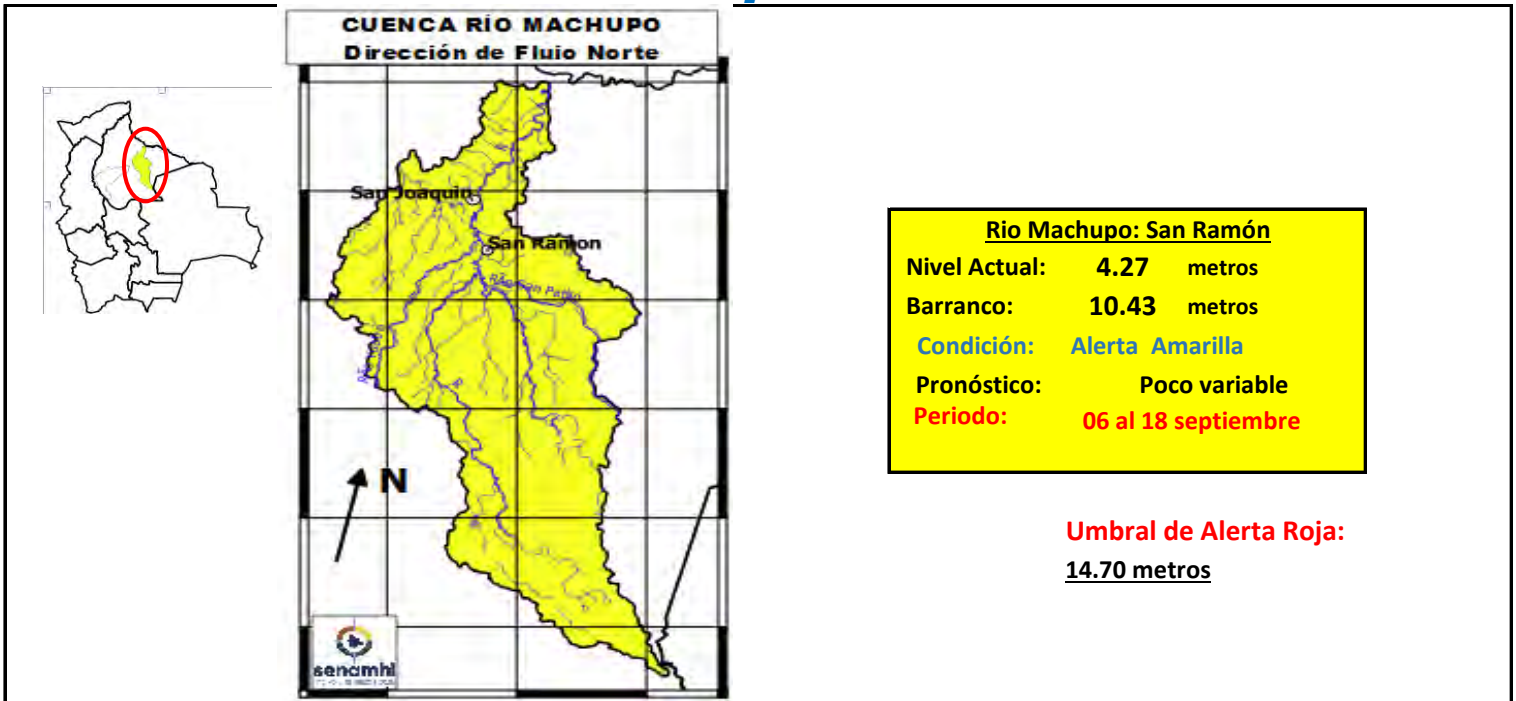 CUENCA RÍO MACHUPO
Dirección de Flujo Norte
San Joaquin
San Ramon
N
senamhi
Rio Machupo: San Ramón
Nivel Actual: 4.27 metros
Barranco: 10.43 metros
Condición: Alerta Amarilla
Pronóstico: Poco variable
Periodo: 06 al 18 septiembre
Umbral de Alerta Roja:
14.70 metros